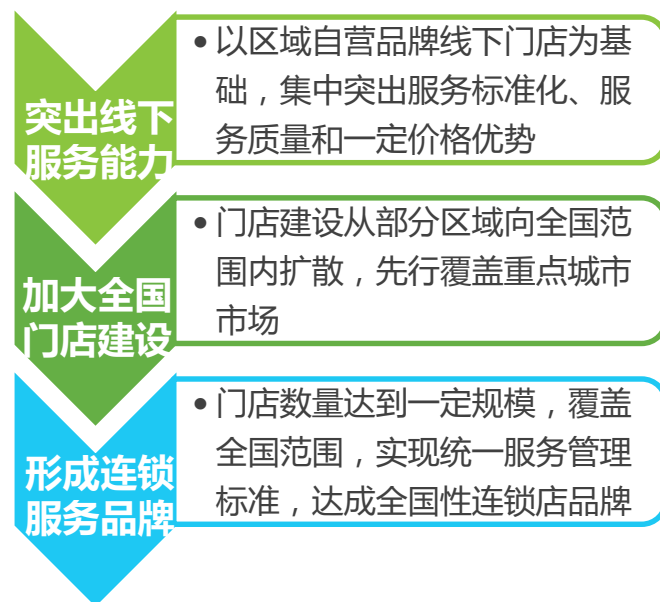 突出线下
服务能力
• 以区域自营品牌线下门店为基
础，集中突出服务标准化、服
务质量和一定价格优势
加大全国
门店建设
• 门店建设从部分区域向全国范
围内扩散，先行覆盖重点城市
市场
形成连锁
服务品牌
• 门店数量达到一定规模，覆盖
全国范围，实现统一服务管理
标准，达成全国性连锁店品牌